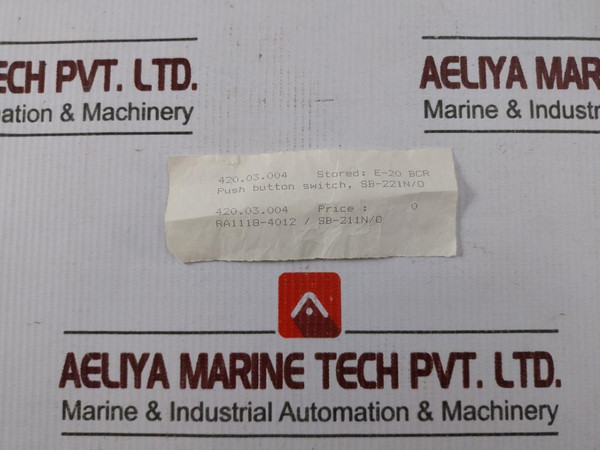 TECH PVT. LTD.
ation & Machinery
AELIYA MAR
Marine & Industr
420.03.004 Stored: E-20 BCR
Push button switch, SB-221N/O
420.03.004 Price : 0
RA1118-4012 / SB-211N/O
AELIYA MARINE TECH PVT. LTD.
Marine & Industrial Automation & Machinery